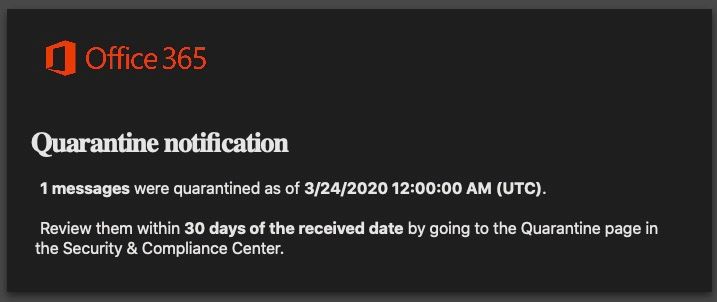 Office 365
Quarantine notification
1 messages were quarantined as of 3/24/2020 12:00:00 AM (UTC).
Review them within 30 days of the received date by going to the Quarantine page in
the Security & Compliance Center.